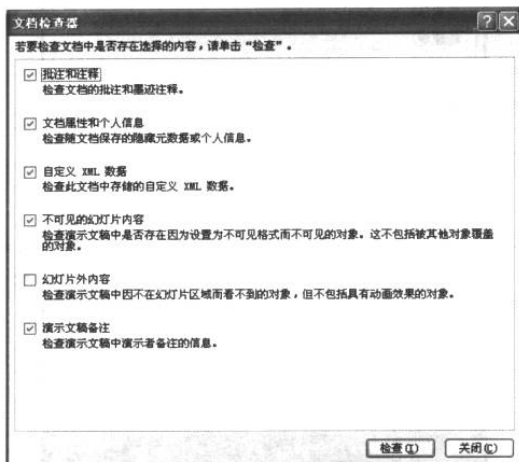 文档检查器
若要检查文档中是否存在选择的内容，请单击“检查”。
批注和注释
检查文档的批注和墨迹注释。
文档属性和个人信息
检查随文档保存的隐藏元数据或个人信息。
自定义 XML 数据
检查此文档中存储的自定义 XML 数据。
不可见的幻灯片内容
检查演示文稿中是否存在因为设置为不可见格式而不可见的对象。这不包括被其他对象覆盖
的对象。
幻灯片外内容
检查演示文稿中因不在幻灯片区域而看不到的对象，但不包括具有动画效果的对象。
演示文稿备注
检查演示文稿中演示者备注的信息。
检查(I) 关闭(C)